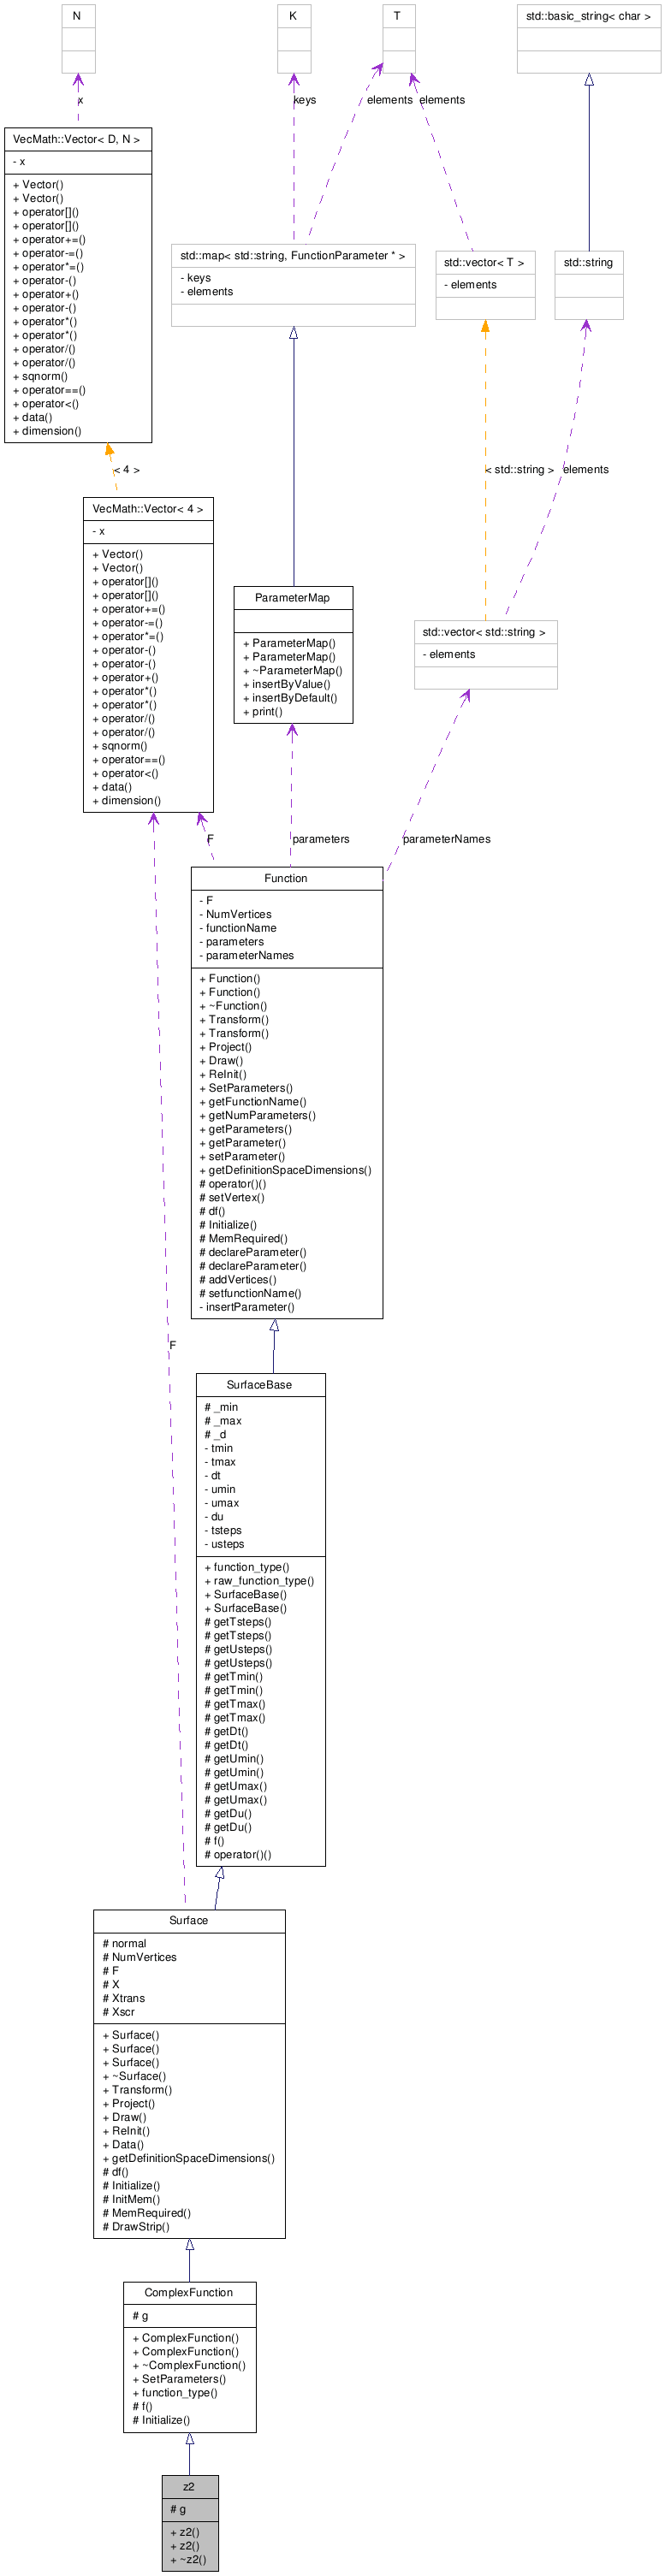 N
K
T
std::basic_string< char >
x
keys
elements
elements
VecMath::Vector< D, N >
- x
+ Vector()
+ Vector()
+ operator[]()
+ operator[]()
+ operator+=()
+ operator-=()
+ operator*=()
+ operator-()
+ operator+()
+ operator-()
+ operator*()
+ operator*()
+ operator/()
+ operator/()
+ sqnorm()
+ operator==()
+ operator<()
+ data()
+ dimension()
std::map< std::string, FunctionParameter * >
- keys
- elements
std::vector< T >
- elements
std::string
< 4 >
< std::string >
elements
VecMath::Vector< 4 >
- x
+ Vector()
+ Vector()
+ operator[]()
+ operator[]()
+ operator+=()
+ operator-=()
+ operator*=()
+ operator-()
+ operator-()
+ operator+()
+ operator*()
+ operator*()
+ operator/()
+ operator/()
+ sqnorm()
+ operator==()
+ operator<()
+ data()
+ dimension()
ParameterMap
+ ParameterMap()
+ ParameterMap()
+ ~ParameterMap()
+ insertByValue()
+ insertByDefault()
+ print()
std::vector< std::string >
- elements
F
parameters
parameterNames
Function
- F
- NumVertices
- functionName
- parameters
- parameterNames
+ Function()
+ Function()
+ ~Function()
+ Transform()
+ Transform()
+ Project()
+ Draw()
+ ReInit()
+ SetParameters()
+ getFunctionName()
+ getNumParameters()
+ getParameters()
+ getParameter()
+ setParameter()
+ getDefinitionSpaceDimensions()
# operator()()
# setVertex()
# df()
# Initialize()
# MemRequired()
# declareParameter()
# declareParameter()
# addVertices()
# setfunctionName()
- insertParameter()
F
SurfaceBase
# _min
# _max
# _d
- tmin
- tmax
- dt
- umin
- umax
- du
- tsteps
- usteps
+ function_type()
+ raw_function_type()
+ SurfaceBase()
+ SurfaceBase()
# getTsteps()
# getTsteps()
# getUsteps()
# getUsteps()
# getTmin()
# getTmin()
# getTmax()
# getTmax()
# getDt()
# getDt()
# getUmin()
# getUmin()
# getUmax()
# getUmax()
# getDu()
# getDu()
# f()
# operator()()
Surface
# normal
# NumVertices
# F
# X
# Xtrans
# Xscr
+ Surface()
+ Surface()
+ Surface()
+ ~Surface()
+ Transform()
+ Project()
+ Draw()
+ ReInit()
+ Data()
+ getDefinitionSpaceDimensions()
# df()
# Initialize()
# InitMem()
# MemRequired()
# DrawStrip()
ComplexFunction
# g
+ ComplexFunction()
+ ComplexFunction()
+ ~ComplexFunction()
+ SetParameters()
+ function_type()
# f()
# Initialize()
z2
# g
+ z2()
+ z2()
+ ~z2()